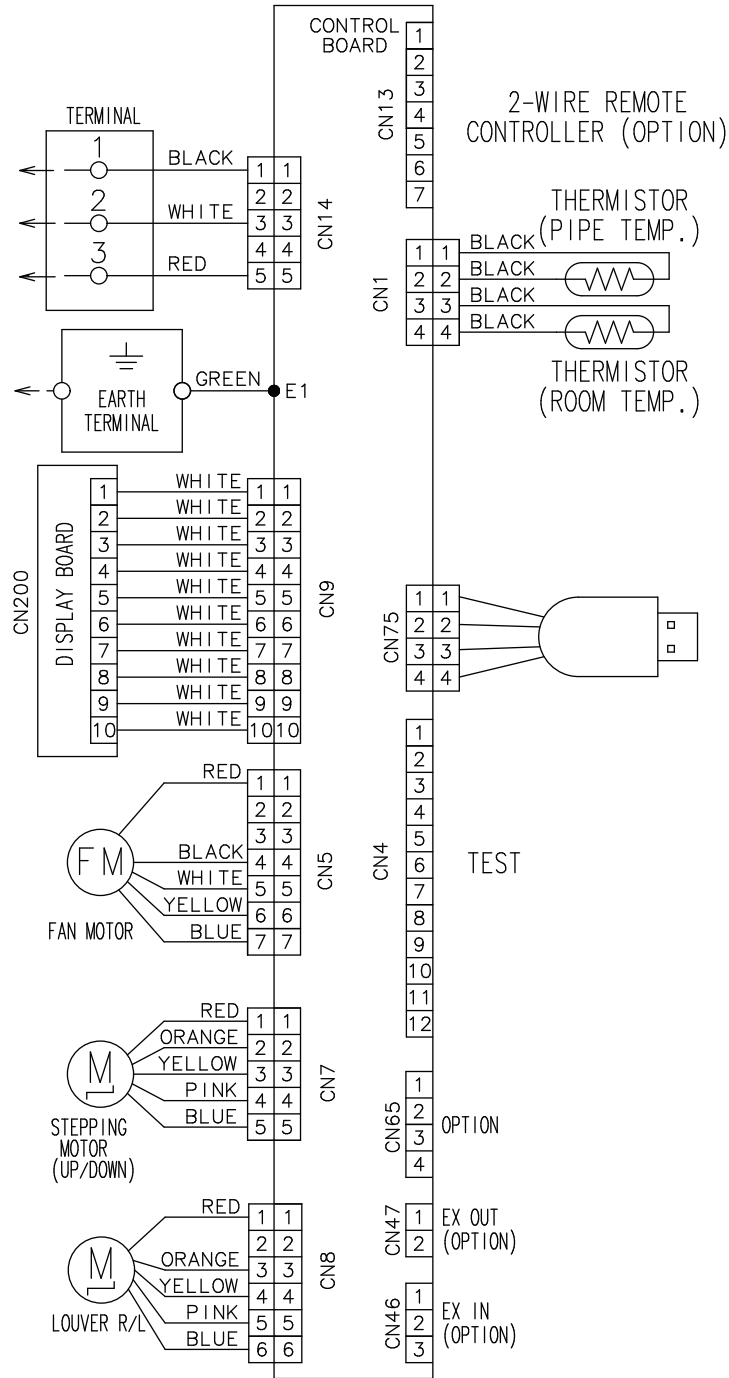 CONTROL
BOARD
CN13
1
2
3
4
5
6
7
2-WIRE REMOTE
CONTROLLER (OPTION)
TERMINAL
1 BLACK 1 1
2 2
2 WHITE 3 3
4 4
3 RED 5 5
CN14
THERMISTOR
(PIPE TEMP.)
CN1
1 1 BLACK
2 2 BLACK
3 3 BLACK
4 4 BLACK
THERMISTOR
(ROOM TEMP.)
EARTH
TERMINAL
GREEN E1
CN200
DISPLAY BOARD
1 WHITE 1 1
2 WHITE 2 2
3 WHITE 3 3
4 WHITE 4 4
5 WHITE 5 5
6 WHITE 6 6
7 WHITE 7 7
8 WHITE 8 8
9 WHITE 9 9
10 WHITE 10 10
CN9
CN75
1 1
2 2
3 3
4 4
FM
FAN MOTOR
RED 1 1
2 2
3 3
BLACK 4 4
WHITE 5 5
YELLOW 6 6
BLUE 7 7
CN5
CN4
1
2
3
4
5
6
7
8
9
10
11
12
TEST
M
STEPPING
MOTOR
(UP/DOWN)
RED 1 1
ORANGE 2 2
YELLOW 3 3
PINK 4 4
BLUE 5 5
CN7
CN65
1
2
3
4
OPTION
M
LOUVER R/L
RED 1 1
2 2
ORANGE 3 3
YELLOW 4 4
PINK 5 5
BLUE 6 6
CN8
CN47
1
2
EX OUT
(OPTION)
CN46
1
2
3
EX IN
(OPTION)